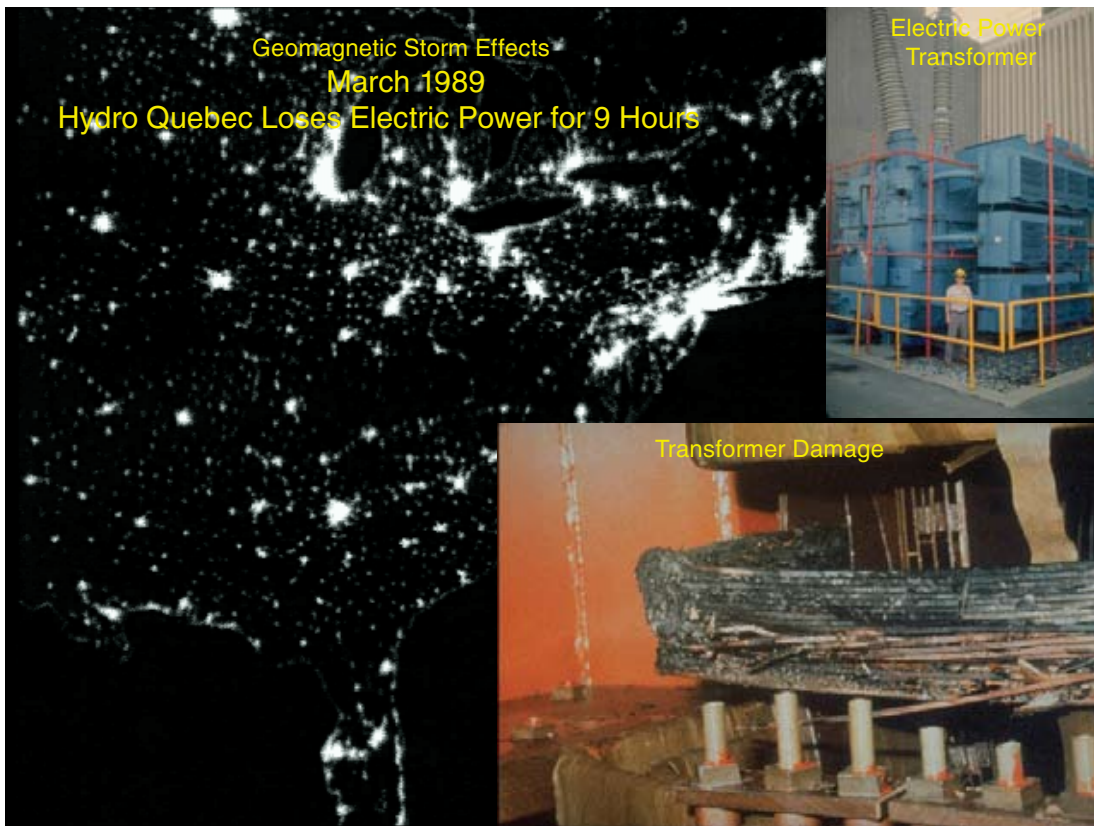 Geomagnetic Storm Effects
March 1989
Hydro Quebec Loses Electric Power for 9 Hours
Electric Power
Transformer
Transformer Damage